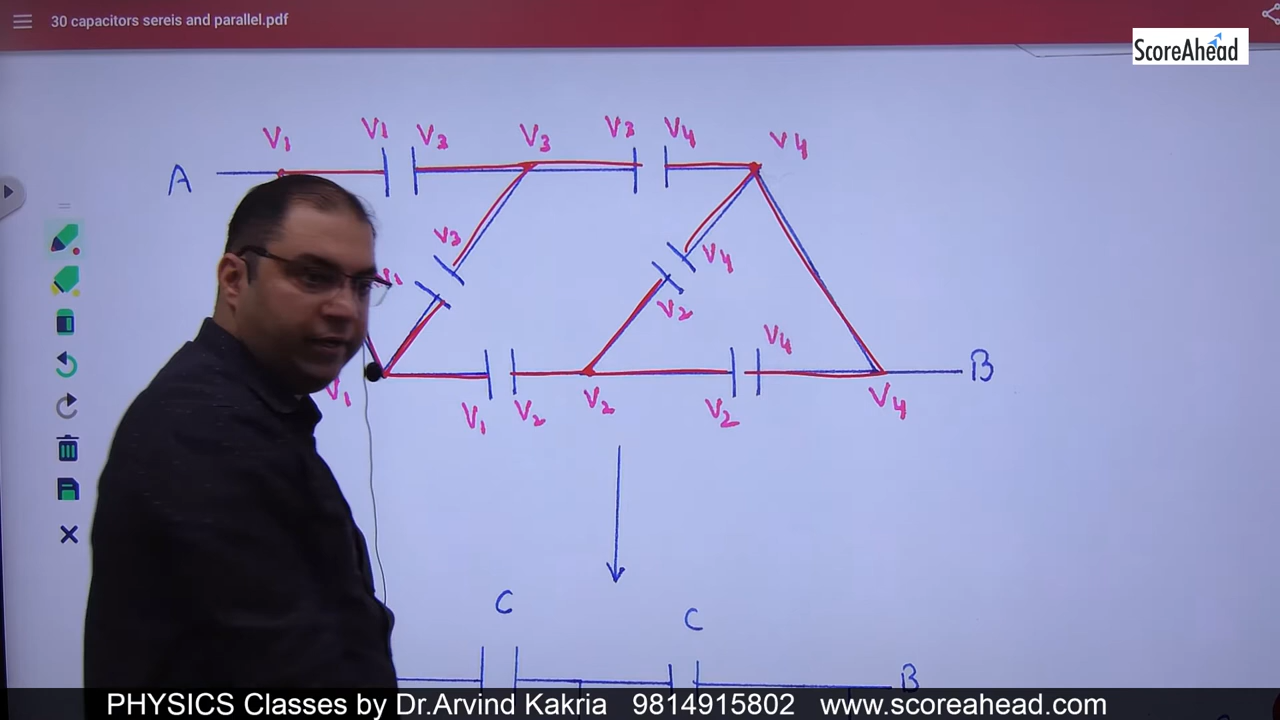 30 capacitors sereis and parallel.pdf
ScoreAhead
V1 V1 V3 V3 V3 V4 V4
A
V3 V4
V1
V2
V4
B
V1 V1 V2 V2 V2 V4
C C
B
PHYSICS Classes by Dr.Arvind Kakria 9814915802 www.scoreahead.com